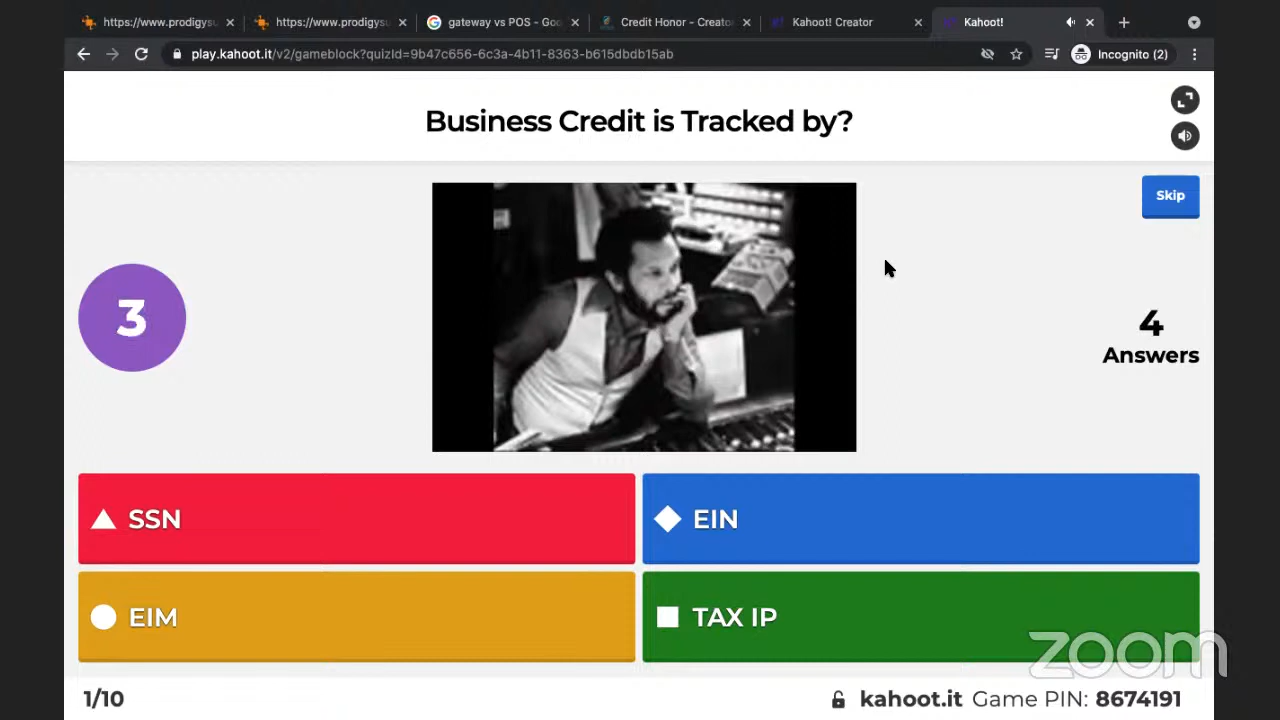 https://www.prodigysu
https://www.prodigysu
gateway vs POS - Goo
Credit Honor - Creato
Kahoot! Creator
Kahoot!
play.kahoot.it/v2/gameblock?quizId=9b47c656-6c3a-4b11-8363-b615dbdb15ab
Incognito (2)
Business Credit is Tracked by?
Skip
3
4
Answers
SSN
EIN
EIM
TAX IP
zoom
1/10
kahoot.it Game PIN: 8674191